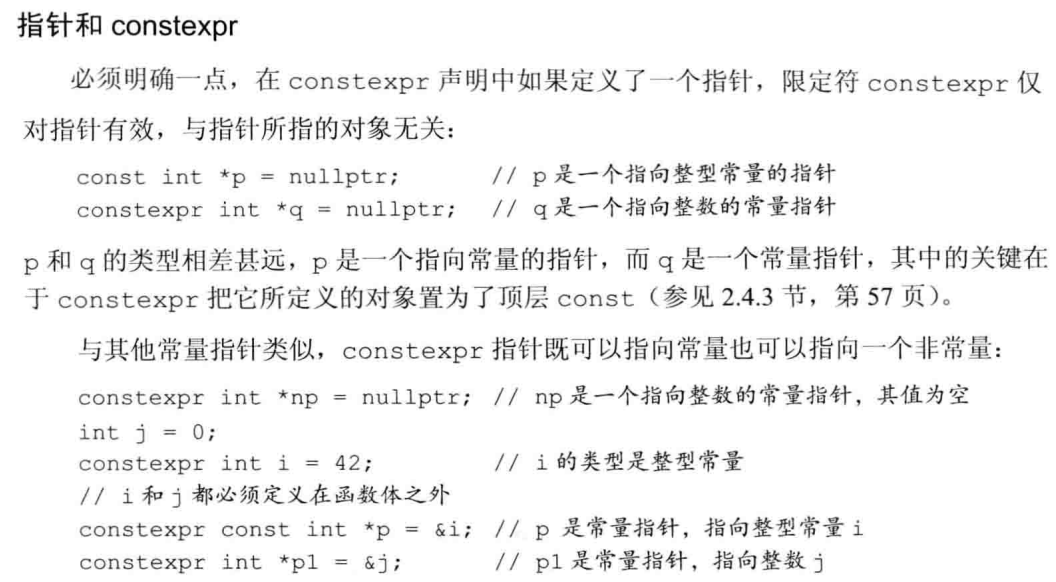 指针和 constexpr
必须明确一点，在 constexpr 声明中如果定义了一个指针，限定符 constexpr 仅
对指针有效，与指针所指的对象无关：
const int *p = nullptr; // p 是一个指向整型常量的指针
constexpr int *q = nullptr; // q 是一个指向整数的常量指针
p 和 q 的类型相差甚远，p 是一个指向常量的指针，而 q 是一个常量指针，其中的关键在
于 constexpr 把它所定义的对象置为了顶层 const（参见 2.4.3 节，第 57 页）。
与其他常量指针类似，constexpr 指针既可以指向常量也可以指向一个非常量：
constexpr int *np = nullptr; // np 是一个指向整数的常量指针，其值为空
int j = 0;
constexpr int i = 42; // i 的类型是整型常量
// i 和 j 都必须定义在函数体之外
constexpr const int *p = &i; // p 是常量指针，指向整型常量 i
constexpr int *p1 = &j; // p1 是常量指针，指向整数 j